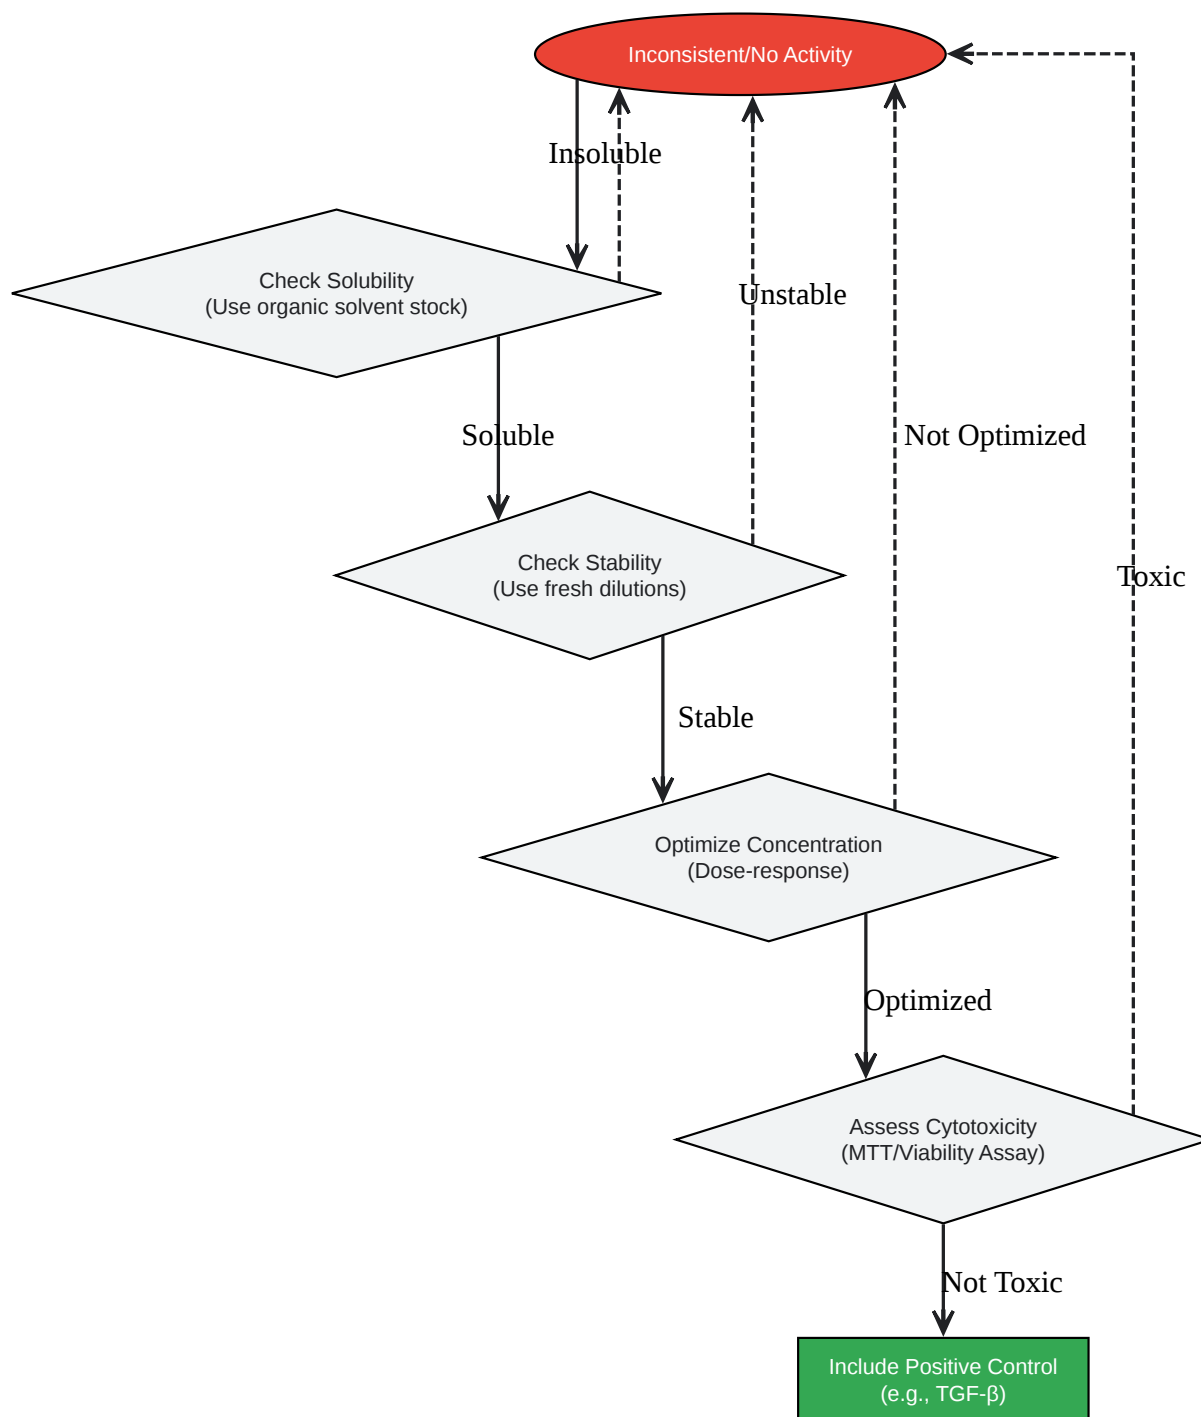 Inconsistent/No Activity
Insoluble
Check Solubility
(Use organic solvent stock)
Unstable
Soluble
Not Optimized
Check Stability
(Use fresh dilutions)
Toxic
Stable
Optimize Concentration
(Dose-response)
Optimized
Assess Cytotoxicity
(MTT/Viability Assay)
Not Toxic
Include Positive Control
(e.g., TGF-β)